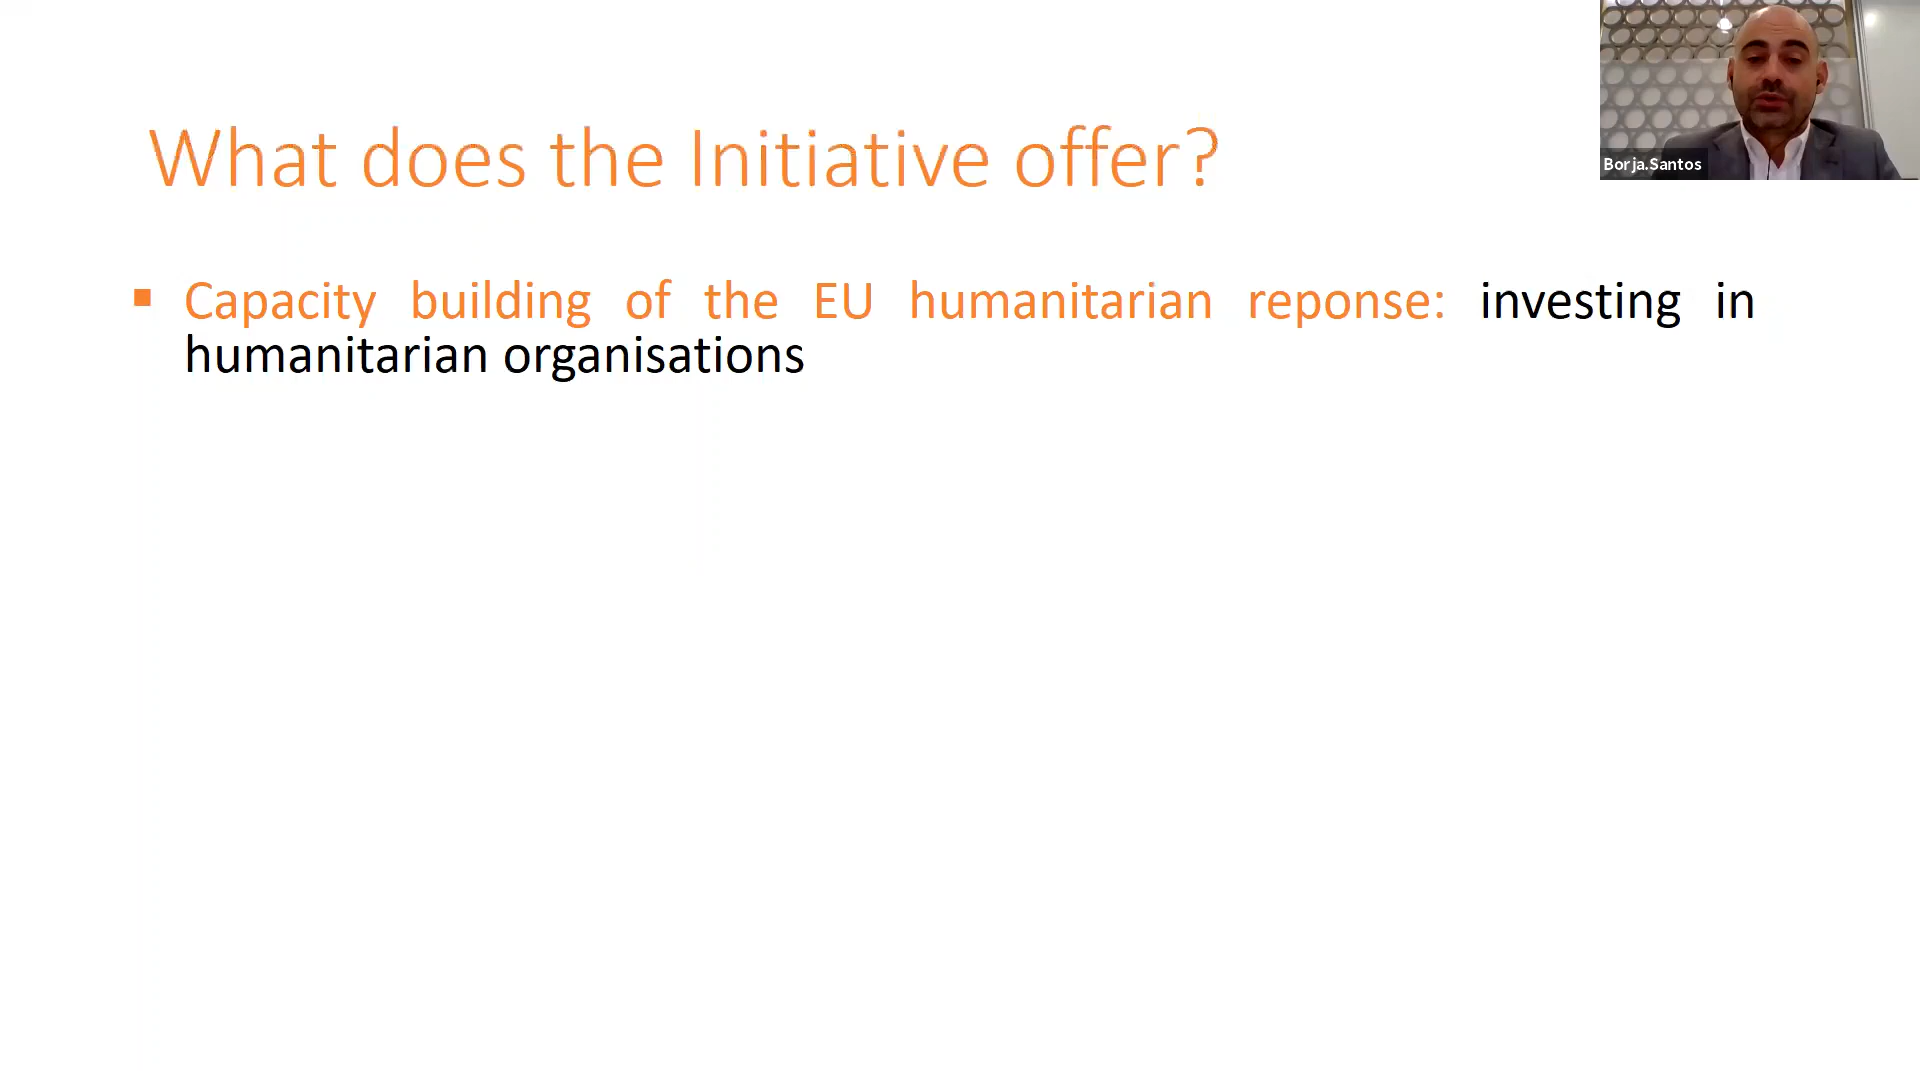 What does the Initiative offer?
Borja.Santos
▪ Capacity building of the EU humanitarian reponse: investing in
humanitarian organisations